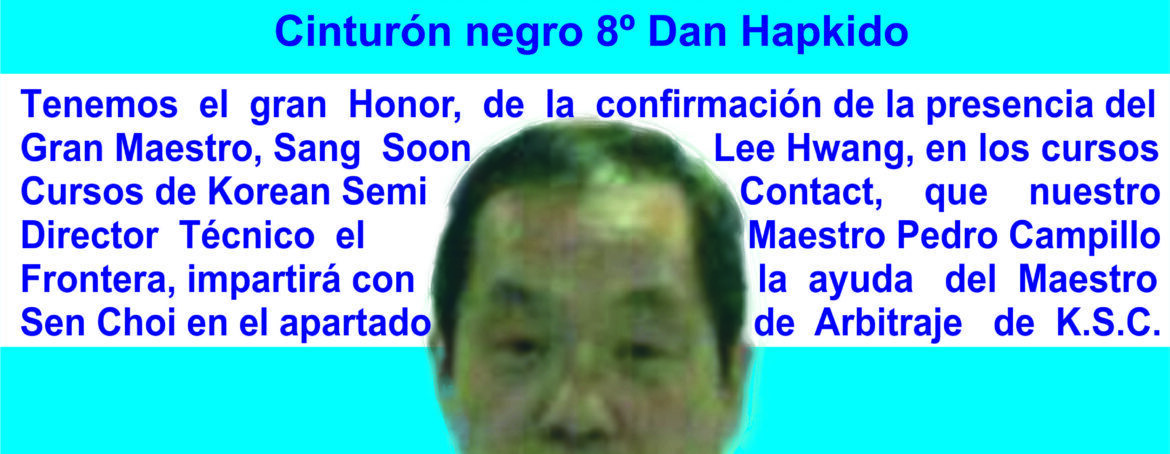 Cinturón negro 8º Dan Hapkido
Tenemos el gran Honor, de la confirmación de la presencia del
Gran Maestro, Sang Soon Lee Hwang, en los cursos
Cursos de Korean Semi Contact, que nuestro
Director Técnico el Maestro Pedro Campillo
Frontera, impartirá con la ayuda del Maestro
Sen Choi en el apartado de Arbitraje de K.S.C.